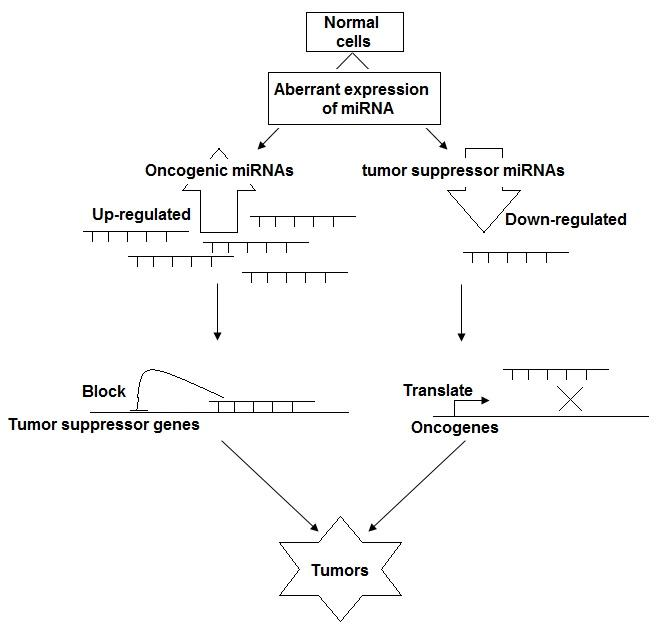 Normal
cells
Aberrant expression
of miRNA
Oncogenic miRNAs
tumor suppressor miRNAs
Up-regulated
Down-regulated
Block
Translate
Tumor suppressor genes
Oncogenes
Tumors